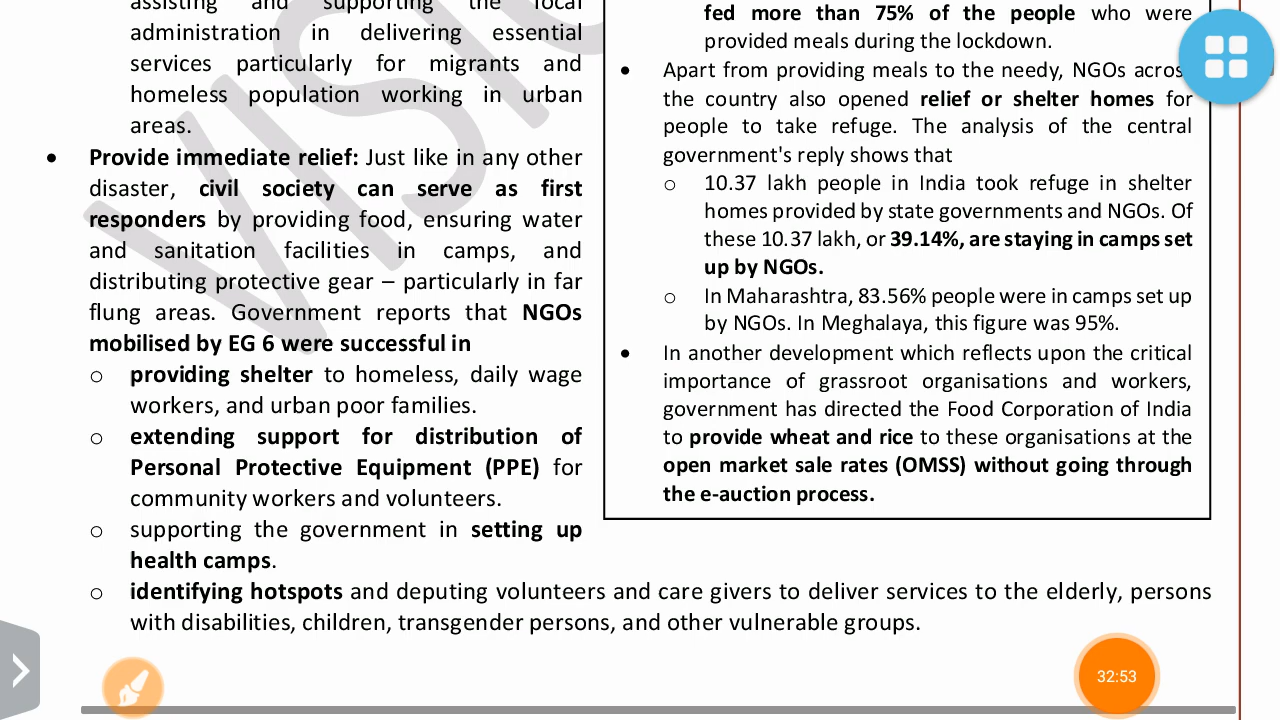 assisting and supporting the local
administration in delivering essential
services particularly for migrants and
homeless population working in urban
areas.
• Provide immediate relief: Just like in any other
disaster, civil society can serve as first
responders by providing food, ensuring water
and sanitation facilities in camps, and
distributing protective gear – particularly in far
flung areas. Government reports that NGOs
mobilised by EG 6 were successful in
o providing shelter to homeless, daily wage
workers, and urban poor families.
o extending support for distribution of
Personal Protective Equipment (PPE) for
community workers and volunteers.
o supporting the government in setting up
health camps.
o identifying hotspots and deputing volunteers and care givers to deliver services to the elderly, persons
with disabilities, children, transgender persons, and other vulnerable groups.
fed more than 75% of the people who were
provided meals during the lockdown.
• Apart from providing meals to the needy, NGOs across
the country also opened relief or shelter homes for
people to take refuge. The analysis of the central
government's reply shows that
o 10.37 lakh people in India took refuge in shelter
homes provided by state governments and NGOs. Of
these 10.37 lakh, or 39.14%, are staying in camps set
up by NGOs.
o In Maharashtra, 83.56% people were in camps set up
by NGOs. In Meghalaya, this figure was 95%.
• In another development which reflects upon the critical
importance of grassroot organisations and workers,
government has directed the Food Corporation of India
to provide wheat and rice to these organisations at the
open market sale rates (OMSS) without going through
the e-auction process.
32:53